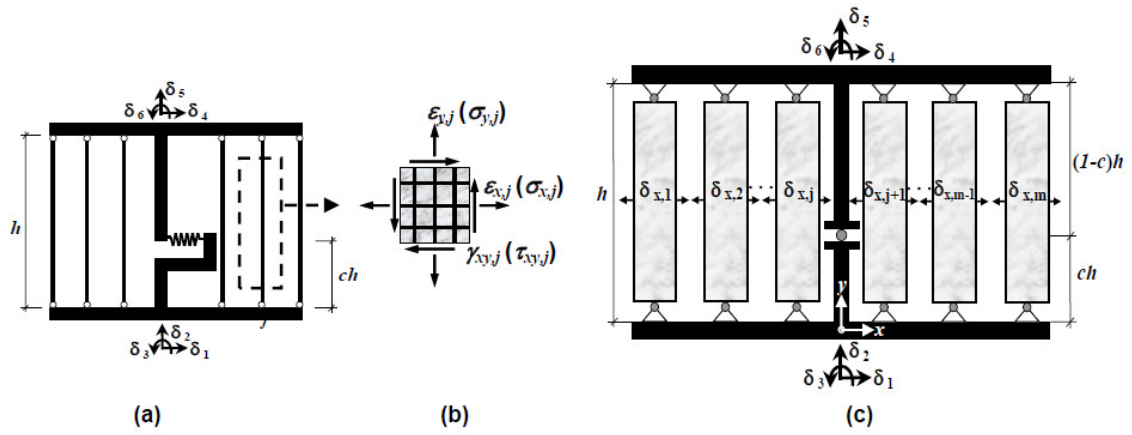 δ5
δ6 δ4
h
ch
j
δ2
δ3 δ1
(a)
εy,j (σy,j)
εx,j (σx,j)
γxy,j (τxy,j)
(b)
δ5
δ6 δ4
h
(1-c)h
δx,1 δx,2 ... δx,j δx,j+1 ... δx,m-1 δx,m
ch
y
x
δ2
δ3 δ1
(c)